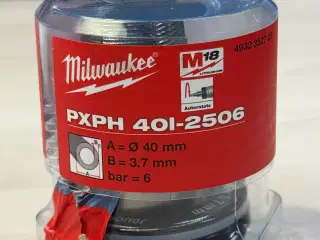 Milwaukee
M18
PXPH 40I-2506
A = Ø 40 mm
B = 3,7 mm
bar = 6